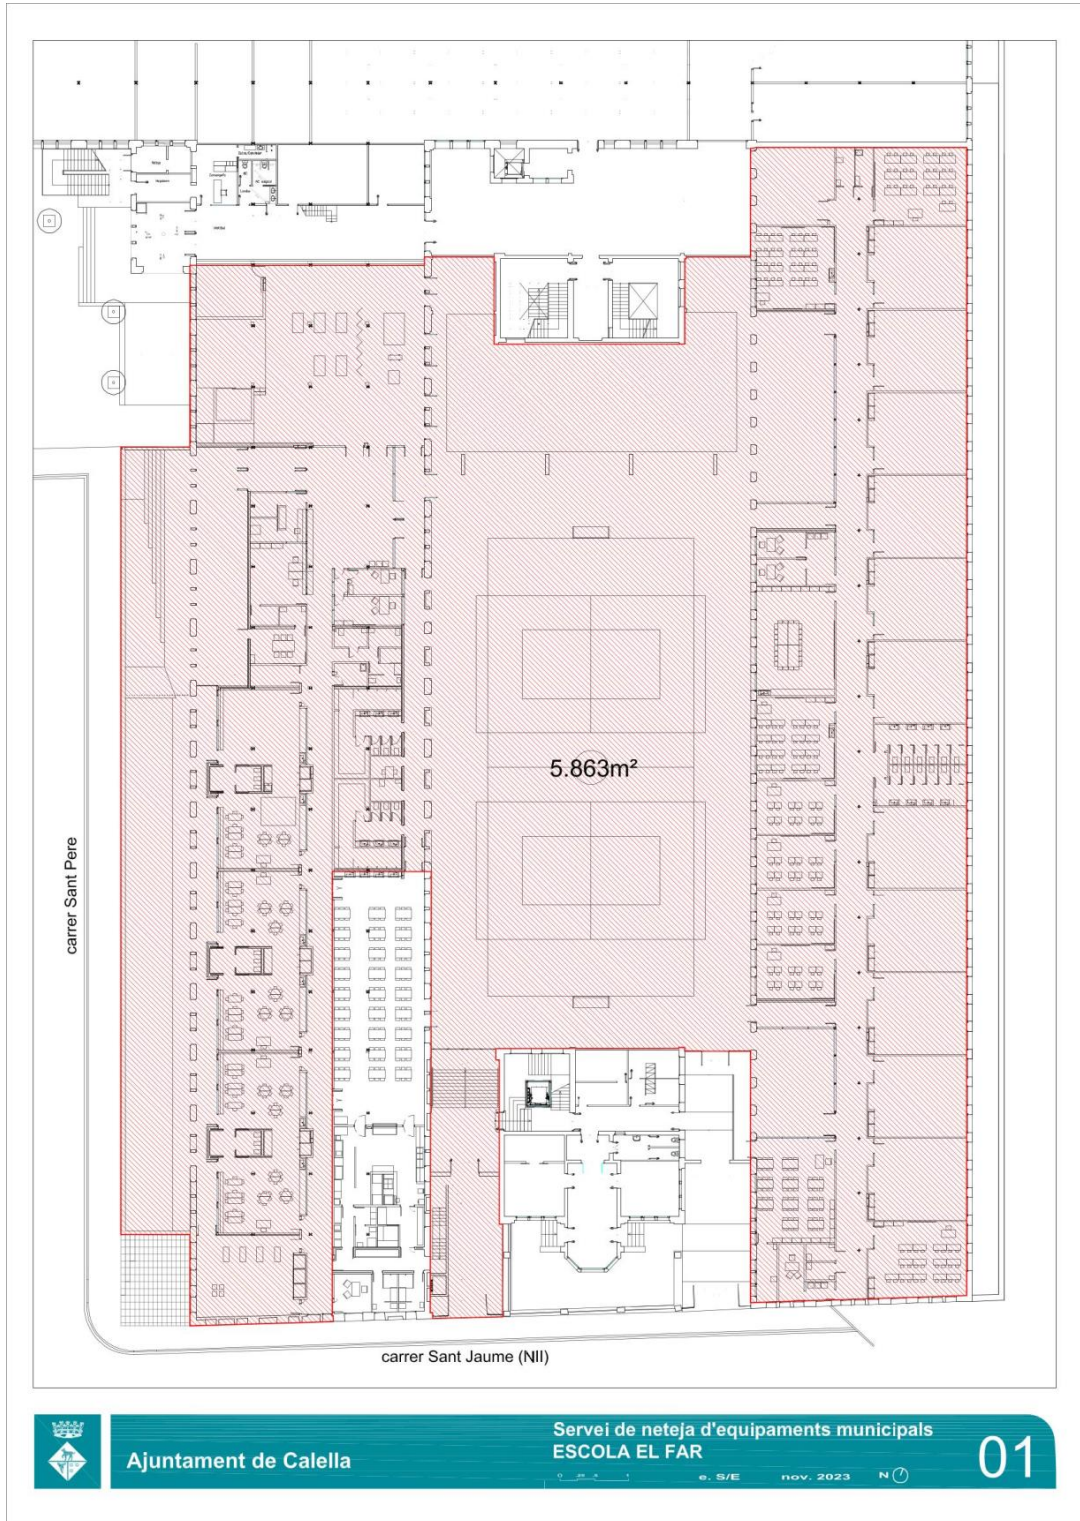 5.863m²
carrer Sant Pere
carrer Sant Jaume (NII)
Ajuntament de Calella
Servei de neteja d'equipaments municipals
ESCOLA EL FAR
e. S/E
nov. 2023
N
01